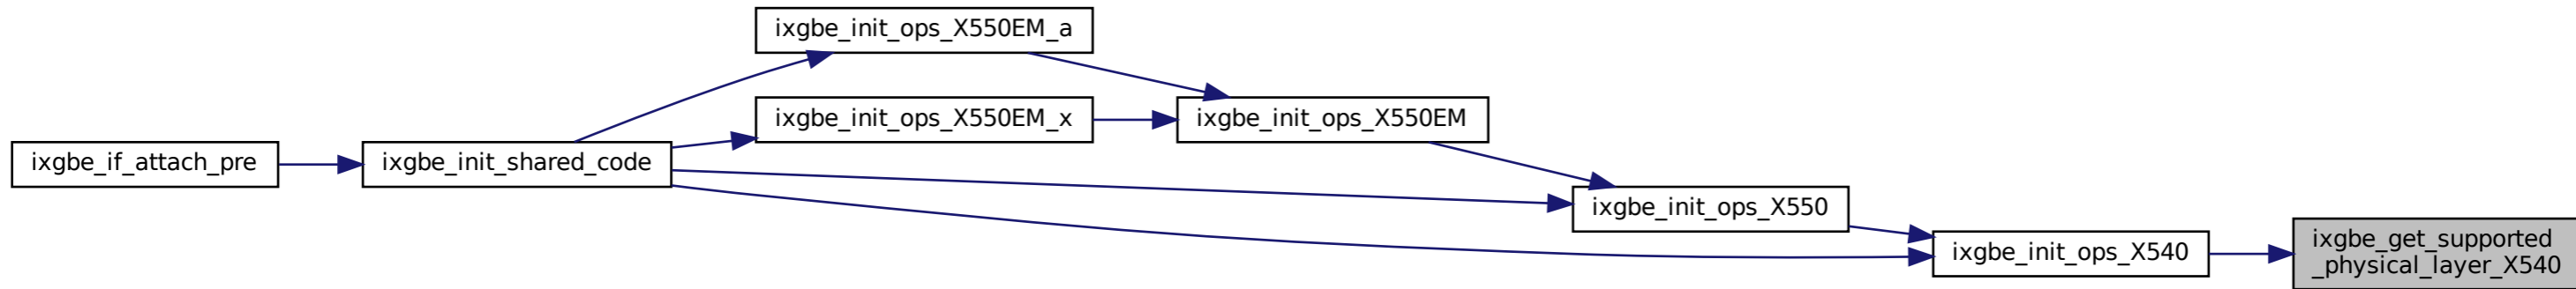 ixgbe_init_ops_X550EM_a
ixgbe_init_ops_X550EM_x
ixgbe_init_ops_X550EM
ixgbe_if_attach_pre
ixgbe_init_shared_code
ixgbe_init_ops_X550
ixgbe_init_ops_X540
ixgbe_get_supported
_physical_layer_X540